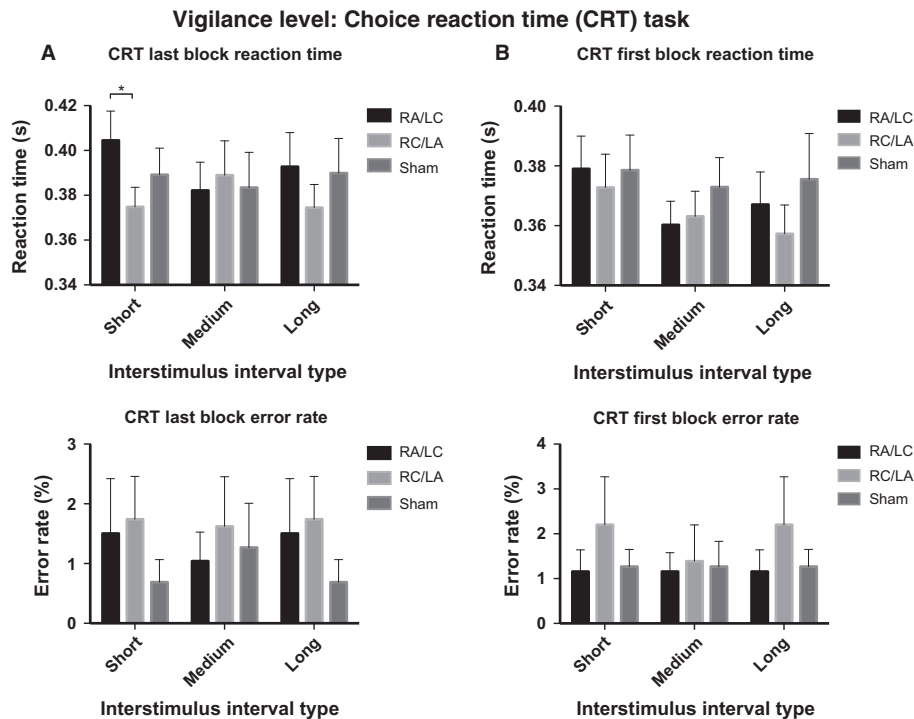 Vigilance level: Choice reaction time (CRT) task
A
CRT last block reaction time
*
Reaction time (s)
0.42
0.40
0.38
0.36
0.34
RA/LC
RC/LA
Sham
Short
Medium
Long
Interstimulus interval type
B
CRT first block reaction time
Reaction time (s)
0.40
0.38
0.36
0.34
RA/LC
RC/LA
Sham
Short
Medium
Long
Interstimulus interval type
CRT last block error rate
Error rate (%)
3
2
1
0
RA/LC
RC/LA
Sham
Short
Medium
Long
Interstimulus interval type
CRT first block error rate
Error rate (%)
4
3
2
1
0
RA/LC
RC/LA
Sham
Short
Medium
Long
Interstimulus interval type